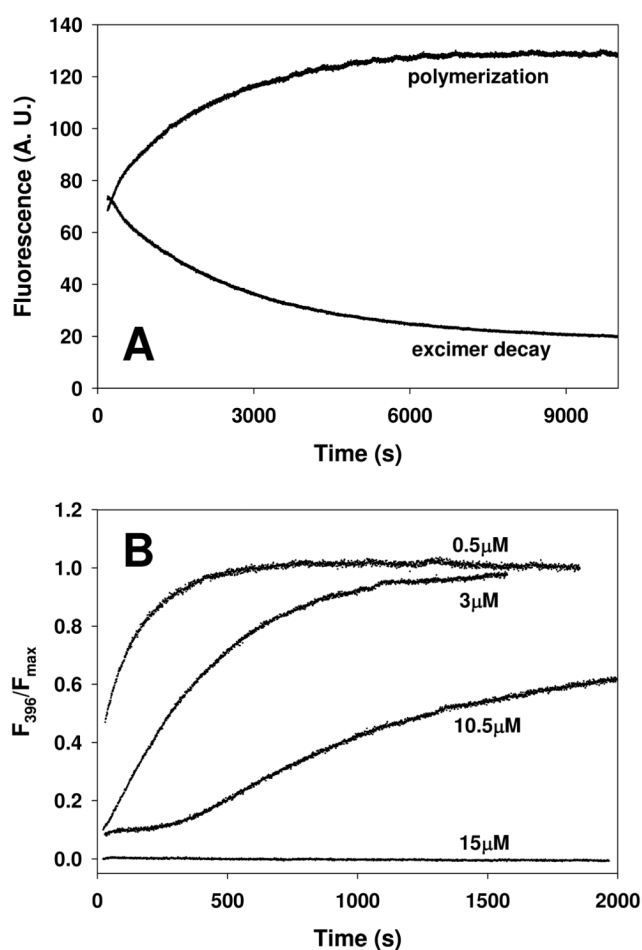 140
120
100
80
60
40
20
0
Fluorescence (A. U.)
polymerization
excimer decay
A
0 3000 6000 9000
Time (s)
1.2
1.0
0.8
0.6
0.4
0.2
0.0
F396/Fmax
B
0.5μM
3μM
10.5μM
15μM
0 500 1000 1500 2000
Time (s)